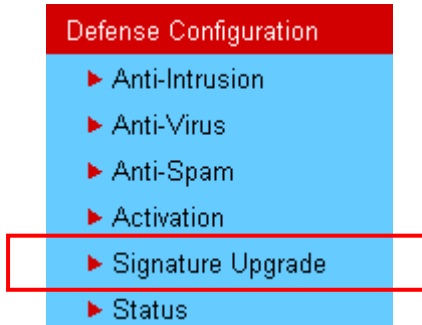 Defense Configuration
Anti-Intrusion
Anti-Virus
Anti-Spam
Activation
Signature Upgrade
Status